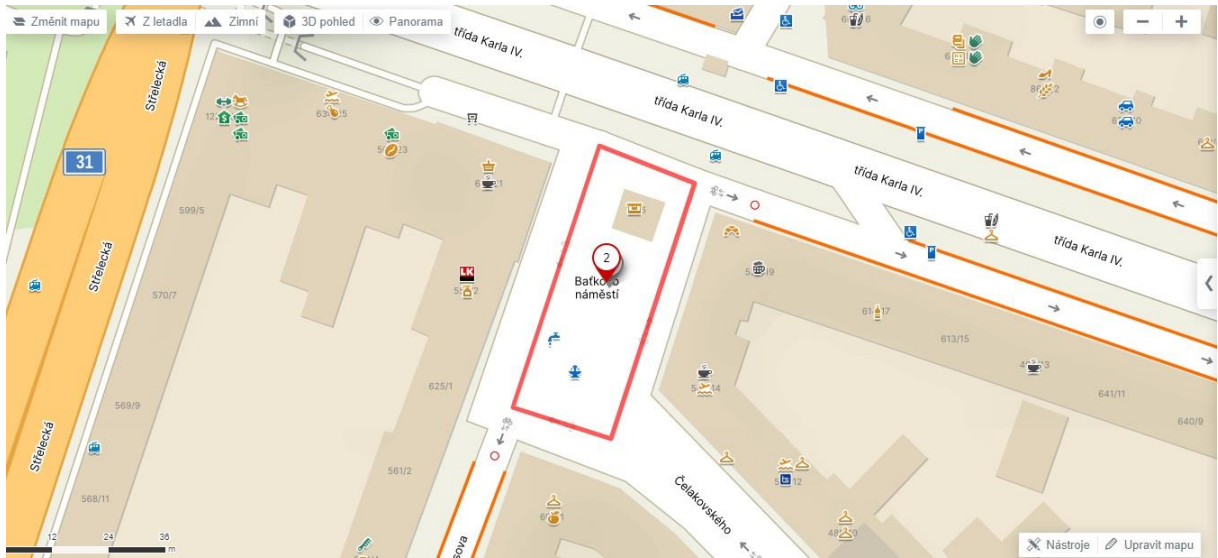 Změnit mapu
Z letadla
Zimní
3D pohled
Panorama
třída Karla IV.
třída Karla IV.
třída Karla IV.
třída Karla IV.
Střelecká
Střelecká
Střelecká
31
599/5
570/7
569/9
568/11
625/1
561/2
LK
2
náměstí
613/15
641/11
640/9
Čelakovského
sova
12
24
36
m
Nástroje
Upravit mapu